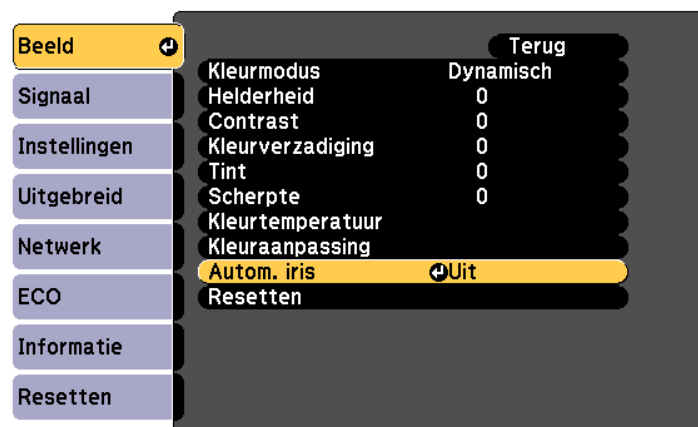 Beeld
Signaal
Instellingen
Uitgebreid
Netwerk
ECO
Informatie
Resetten
Terug
Kleurmodus Dynamisch
Helderheid 0
Contrast 0
Kleurverzadiging 0
Tint 0
Scherpte 0
Kleurtemperatuur
Kleuraanpassing
Autom. iris Uit
Resetten